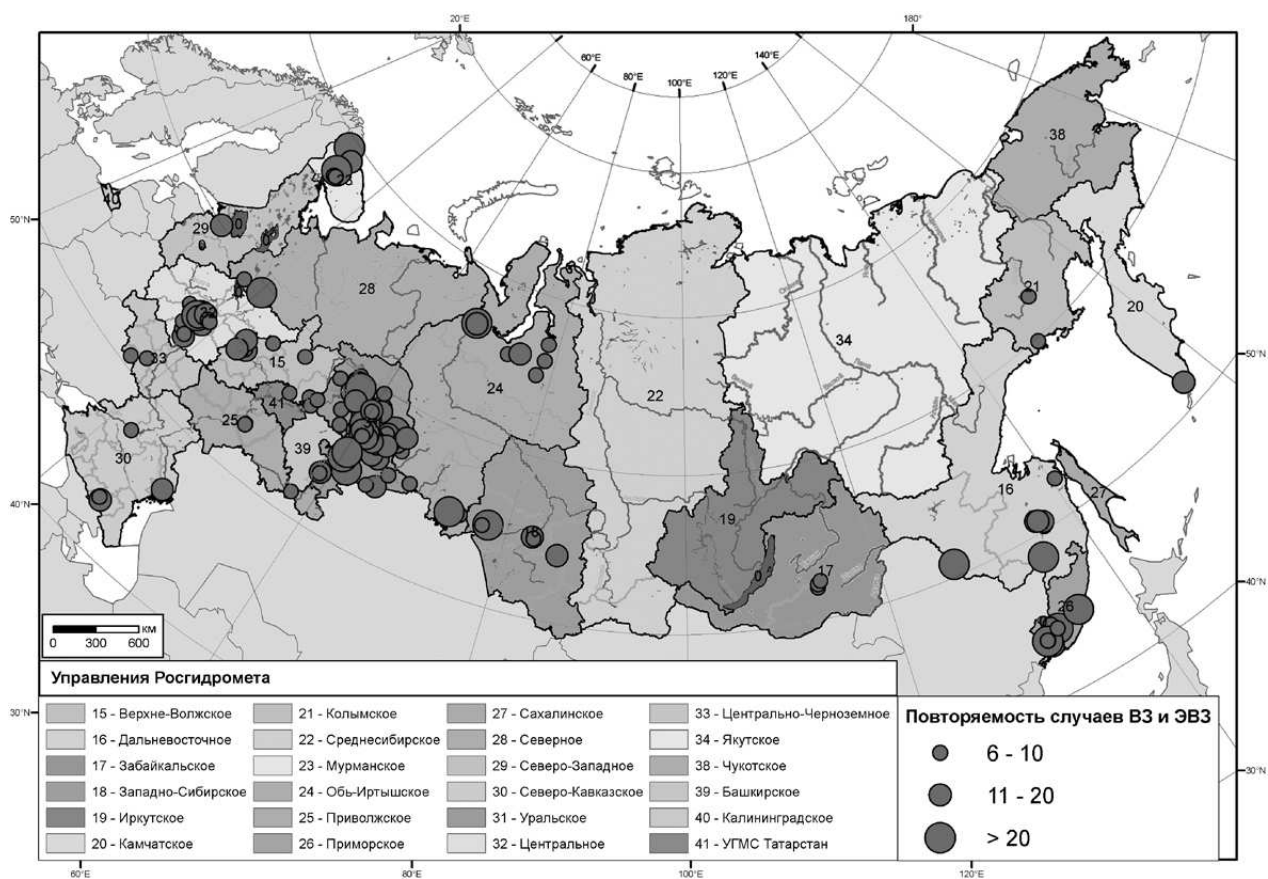 20°E
180°
60°E
80°E
100°E
120°E
140°E
38
40
50°N
29
28
21
20
34
33
15
24
22
50°N
41
25
39
30
16
27
40°N
19
17
18
40°N
26
км
0 300 600
Управления Росгидромета
30°N
15 - Верхне-Волжское
21 - Колымское
27 - Сахалинское
33 - Центрально-Черноземное
16 - Дальневосточное
22 - Среднесибирское
28 - Северное
34 - Якутское
17 - Забайкальское
23 - Мурманское
29 - Северо-Западное
38 - Чукотское
18 - Западно-Сибирское
24 - Обь-Иртышское
30 - Северо-Кавказское
39 - Башкирское
19 - Иркутское
25 - Приволжское
31 - Уральское
40 - Калининградское
20 - Камчатское
26 - Приморское
32 - Центральное
41 - УГМС Татарстан
Повторяемость случаев ВЗ и ЭВЗ
6 - 10
11 - 20
> 20
30°N
60°E
80°E
100°E
120°E